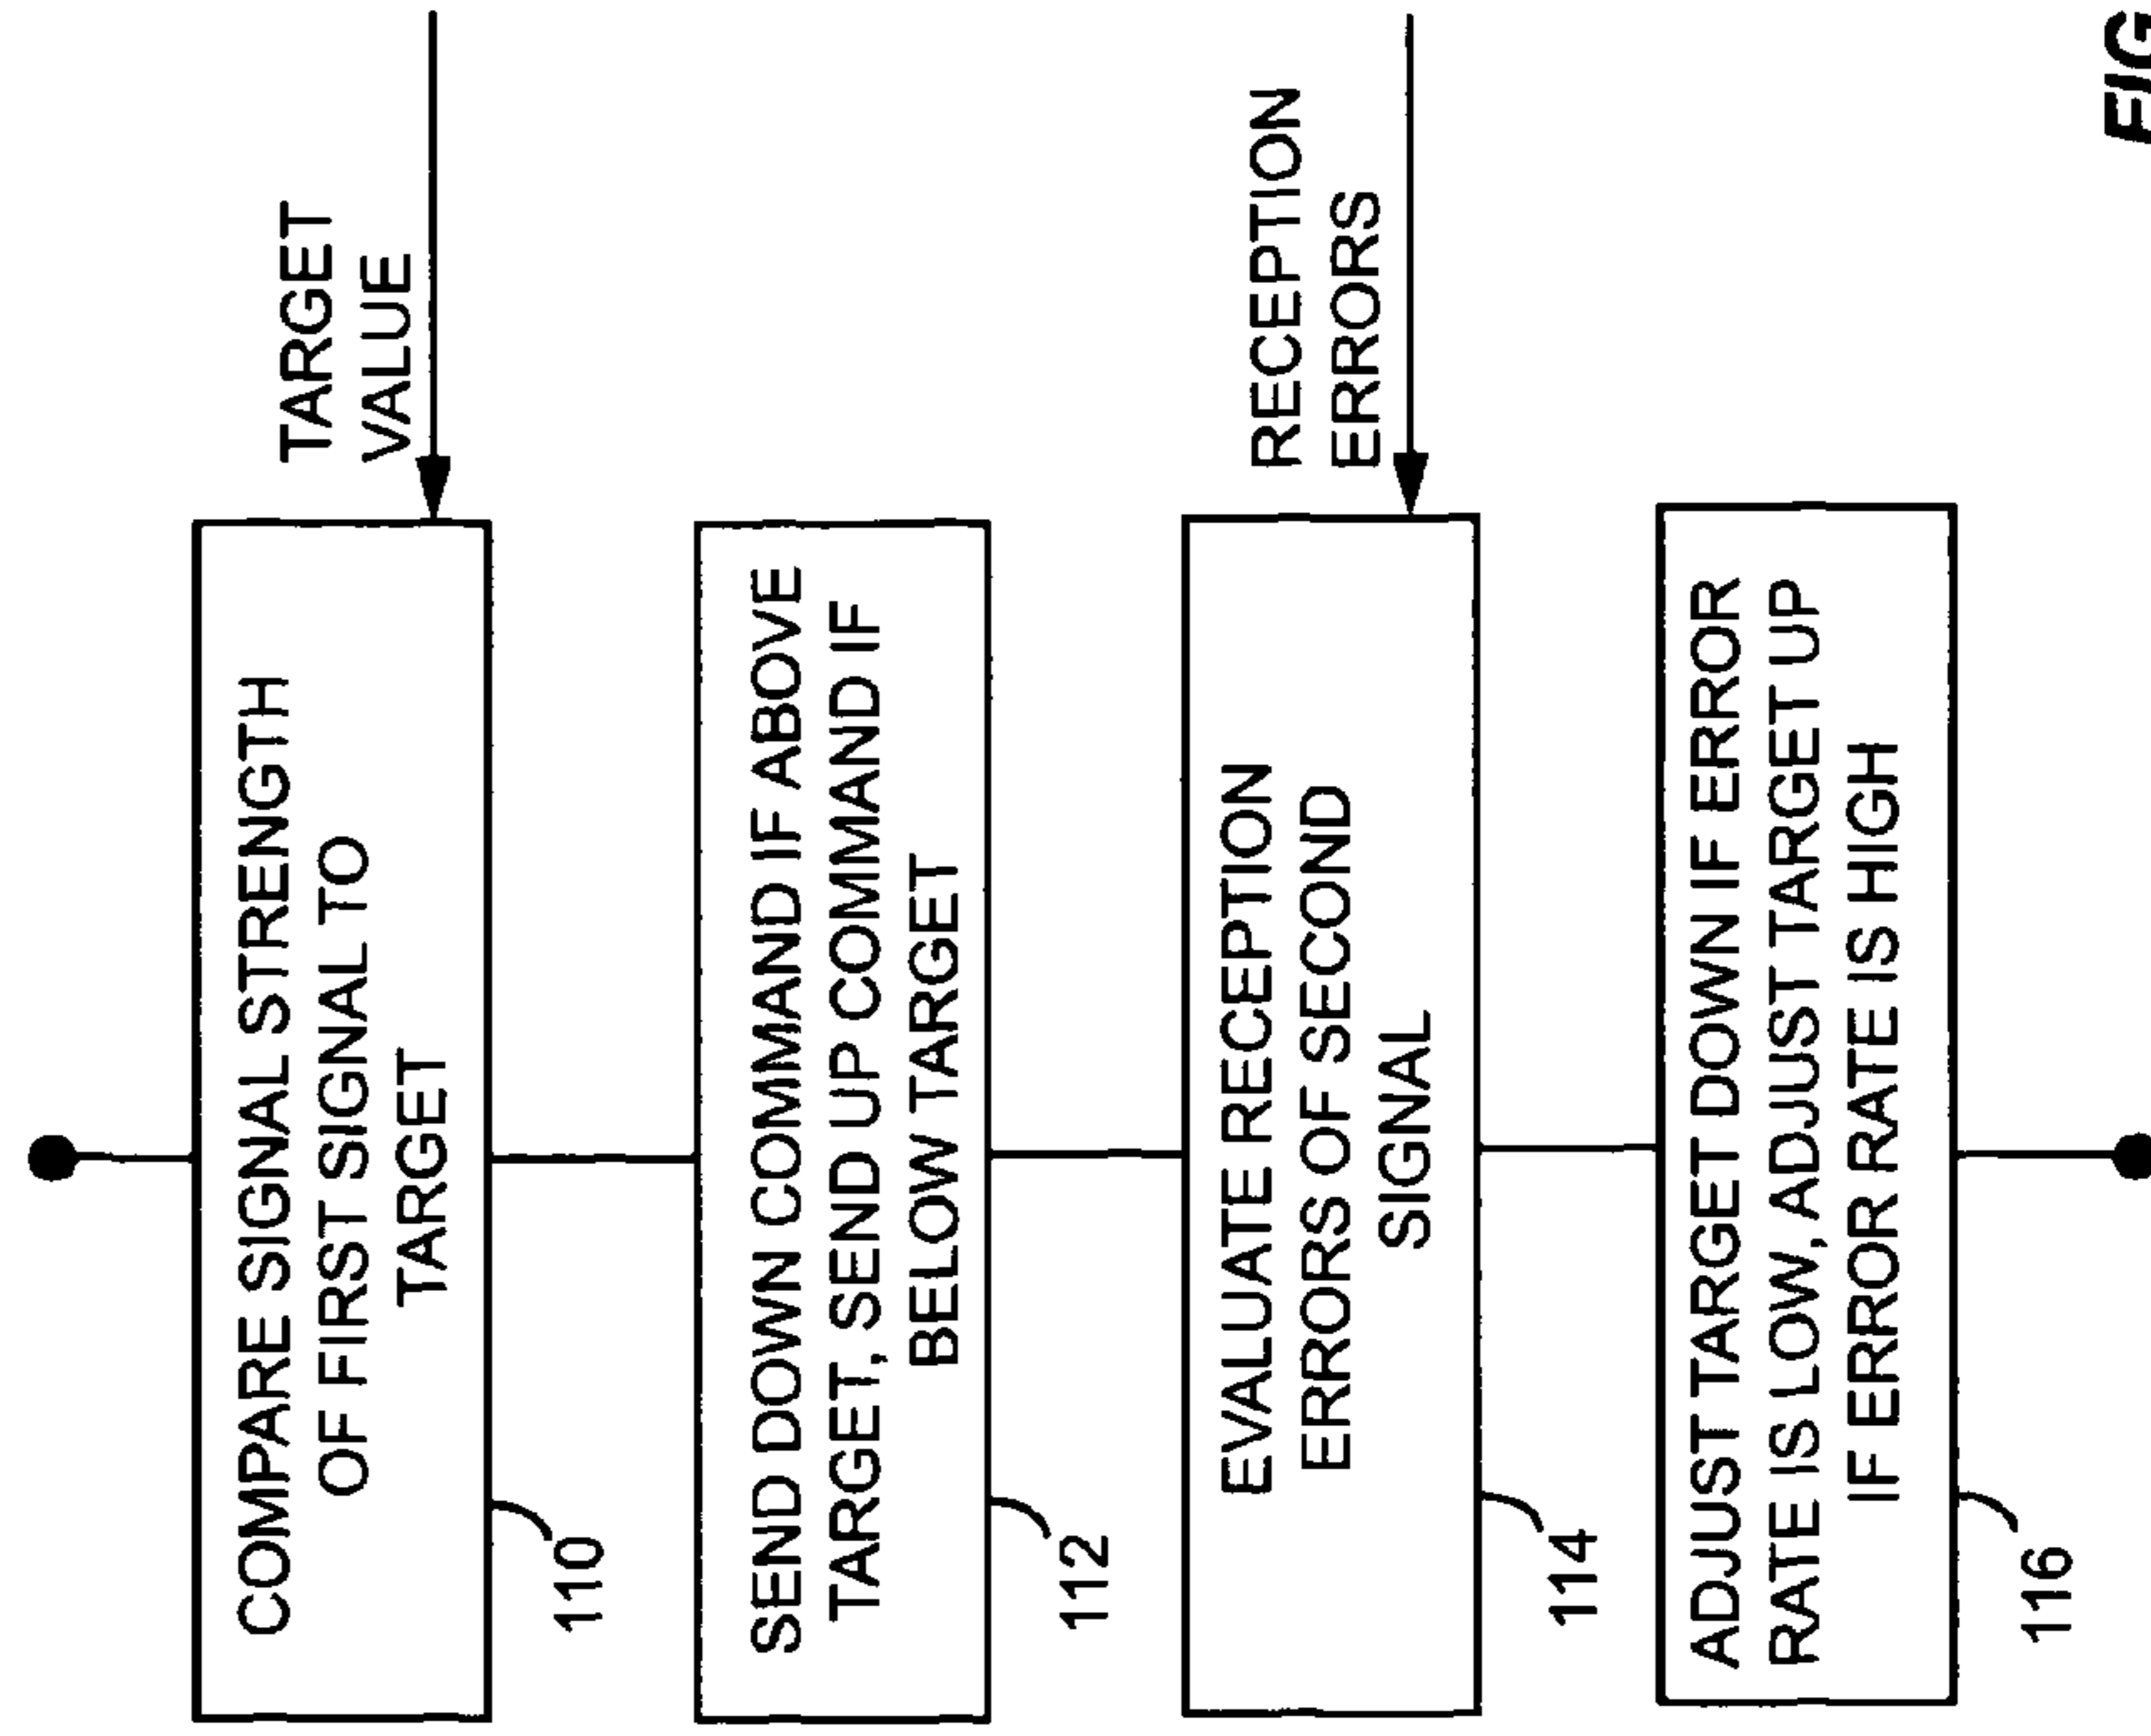 COMPARE SIGNAL STRENGTH
OF FIRST SIGNAL TO
TARGET
TARGET
VALUE
110
SEND DOWN COMMAND IF ABOVE
TARGET, SEND UP COMMAND IF
BELOW TARGET
112
EVALUATE RECEPTION
ERRORS OF SECOND
SIGNAL
RECEPTION
ERRORS
114
ADJUST TARGET DOWN IF ERROR
RATE IS LOW, ADJUST TARGET UP
IF ERROR RATE IS HIGH
116
FIG